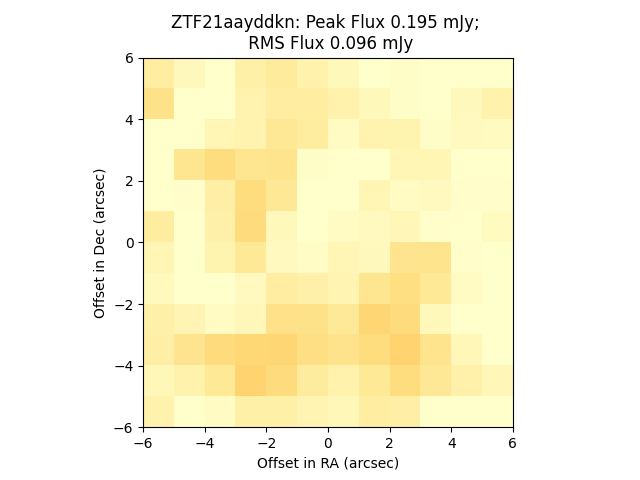 ZTF21aayddkn: Peak Flux 0.195 mJy;
RMS Flux 0.096 mJy
6
4
2
0
−2
−4
−6
Offset in Dec (arcsec)
−6 −4 −2 0 2 4 6
Offset in RA (arcsec)